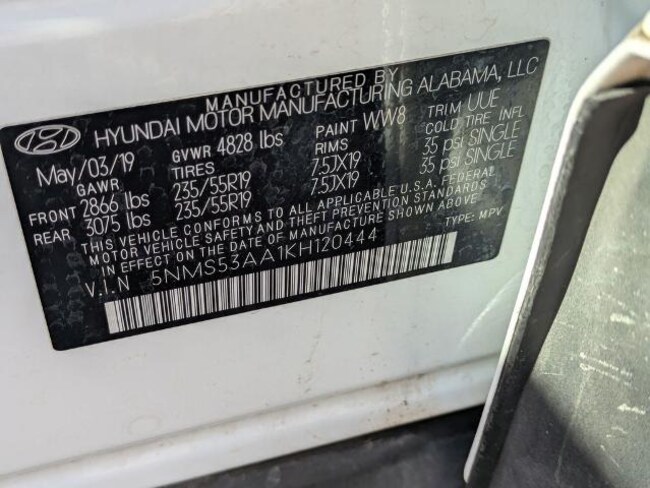 MANUFACTURED BY
HYUNDAI MOTOR MANUFACTURING ALABAMA, LLC
May/03/19 GVWR 4828 lbs PAINT WW8 TRIM UUE
GAWR TIRES RIMS COLD TIRE INFL
FRONT 2866 lbs 235/55R19 7.5JX19 35 psi SINGLE
REAR 3075 lbs 235/55R19 7.5JX19 35 psi SINGLE
THIS VEHICLE CONFORMS TO ALL APPLICABLE U.S.A. FEDERAL
MOTOR VEHICLE SAFETY AND THEFT PREVENTION STANDARDS
IN EFFECT ON THE DATE OF MANUFACTURE SHOWN ABOVE
V.I.N 5NMS53AA1KH120444 TYPE: MPV